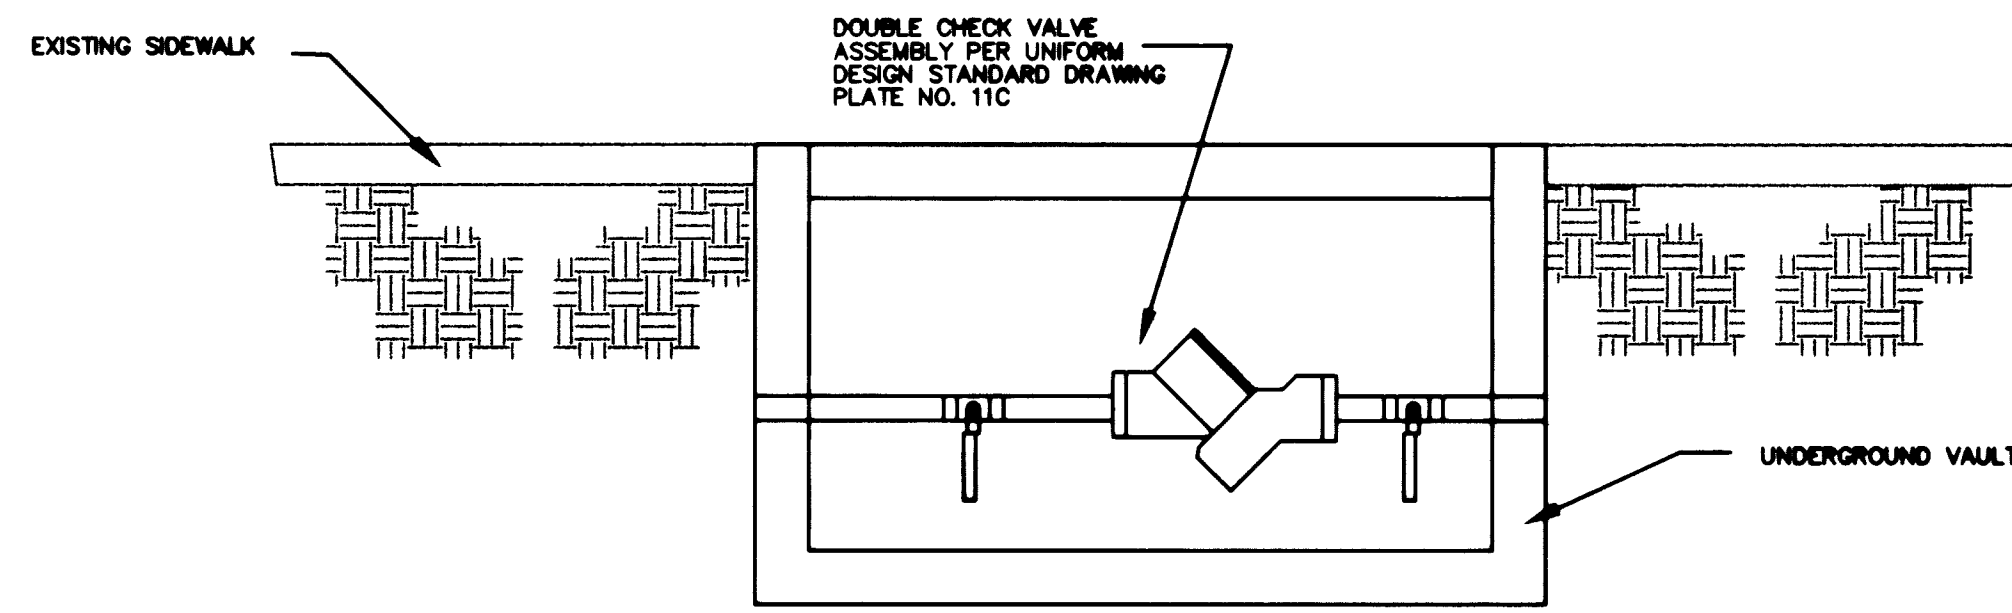 EXISTING SIDEWALK
DOUBLE CHECK VALVE
ASSEMBLY PER UNIFORM
DESIGN STANDARD DRAWING
PLATE NO. 11C
UNDERGROUND VAULT